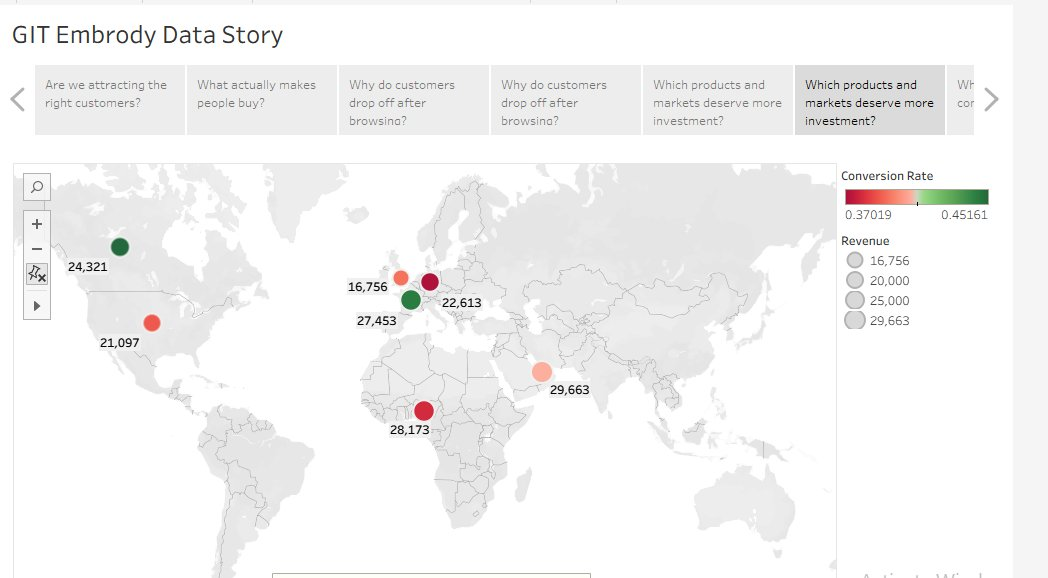 GIT Embrody Data Story
Are we attracting the
right customers?
What actually makes
people buy?
Why do customers
drop off after
browsing?
Why do customers
drop off after
browsing?
Which products and
markets deserve more
investment?
Which products and
markets deserve more
investment?
Conversion Rate
0.37019 0.45161
Revenue
16,756
20,000
25,000
29,663
24,321
16,756
22,613
27,453
21,097
29,663
28,173